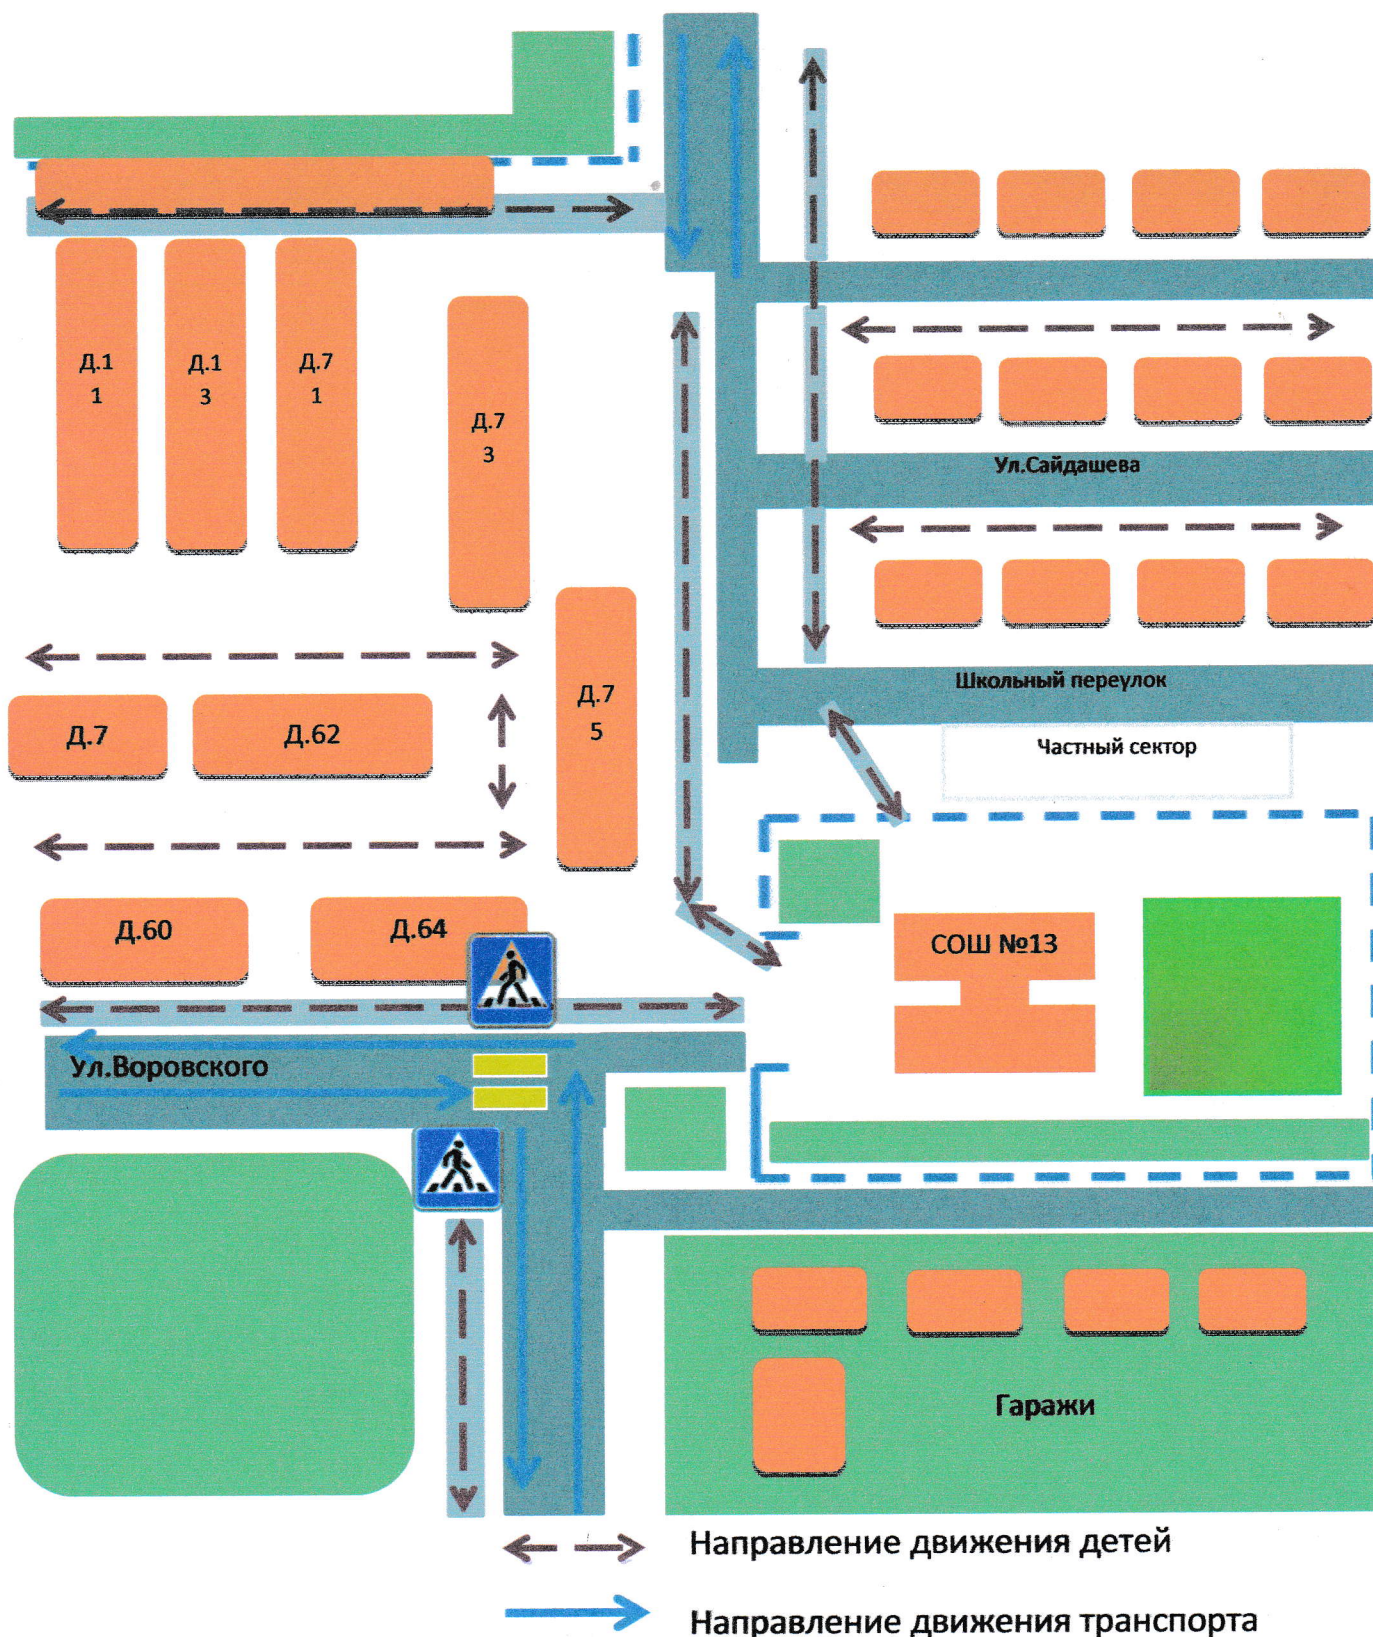 Д.1
1
Д.1
3
Д.7
1
Д.7
3
Ул.Сайдашева
Школьный переулок
Частный сектор
Д.7
5
Д.7
Д.62
Д.60
Д.64
СОШ №13
Ул.Воровского
Гаражи
Направление движения детей
Направление движения транспорта